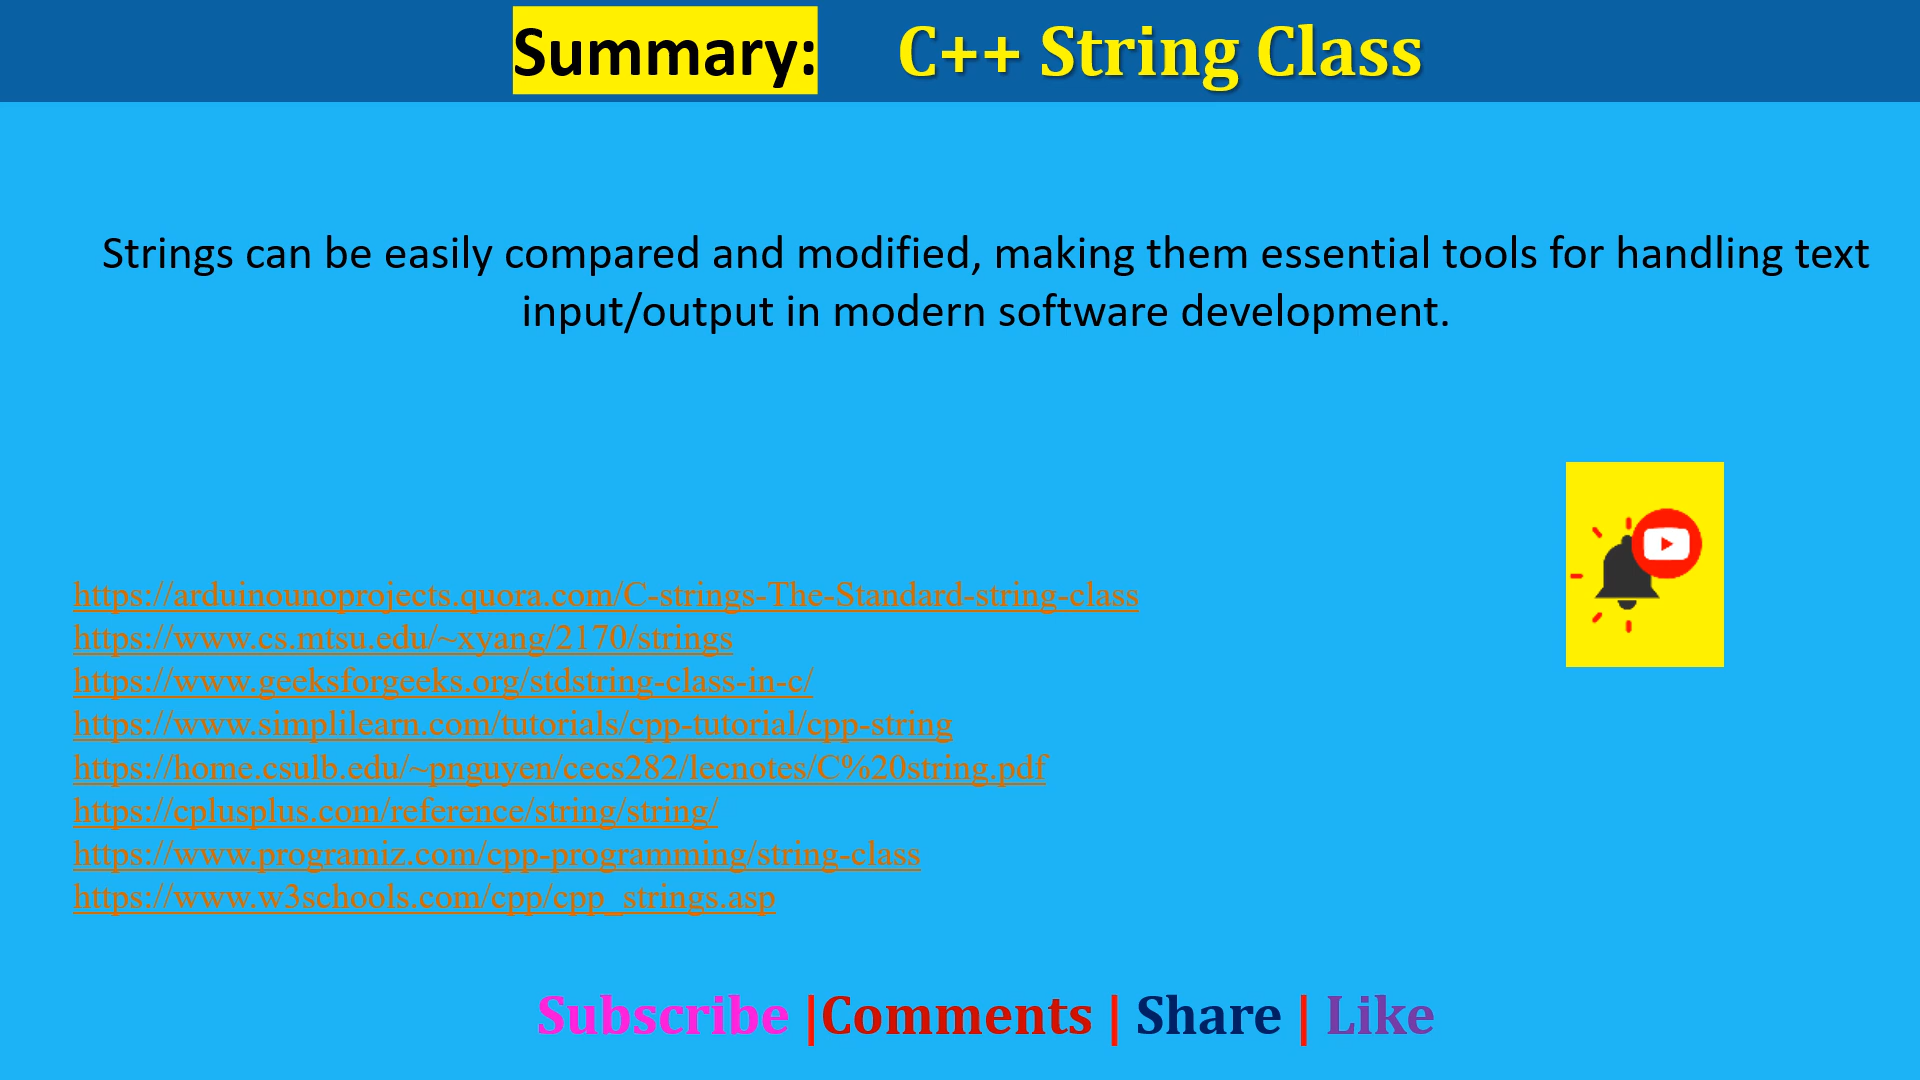 Summary: C++ String Class
Strings can be easily compared and modified, making them essential tools for handling text
input/output in modern software development.
https://arduinounoprojects.quora.com/C-strings-The-Standard-string-class
https://www.cs.mtsu.edu/~xyang/2170/strings
https://www.geeksforgeeks.org/stdstring-class-in-c/
https://www.simplilearn.com/tutorials/cpp-tutorial/cpp-string
https://home.csulb.edu/~pnguyen/cecs282/lecnotes/C%20string.pdf
https://cplusplus.com/reference/string/string/
https://www.programiz.com/cpp-programming/string-class
https://www.w3schools.com/cpp/cpp_strings.asp
Subscribe |Comments | Share | Like